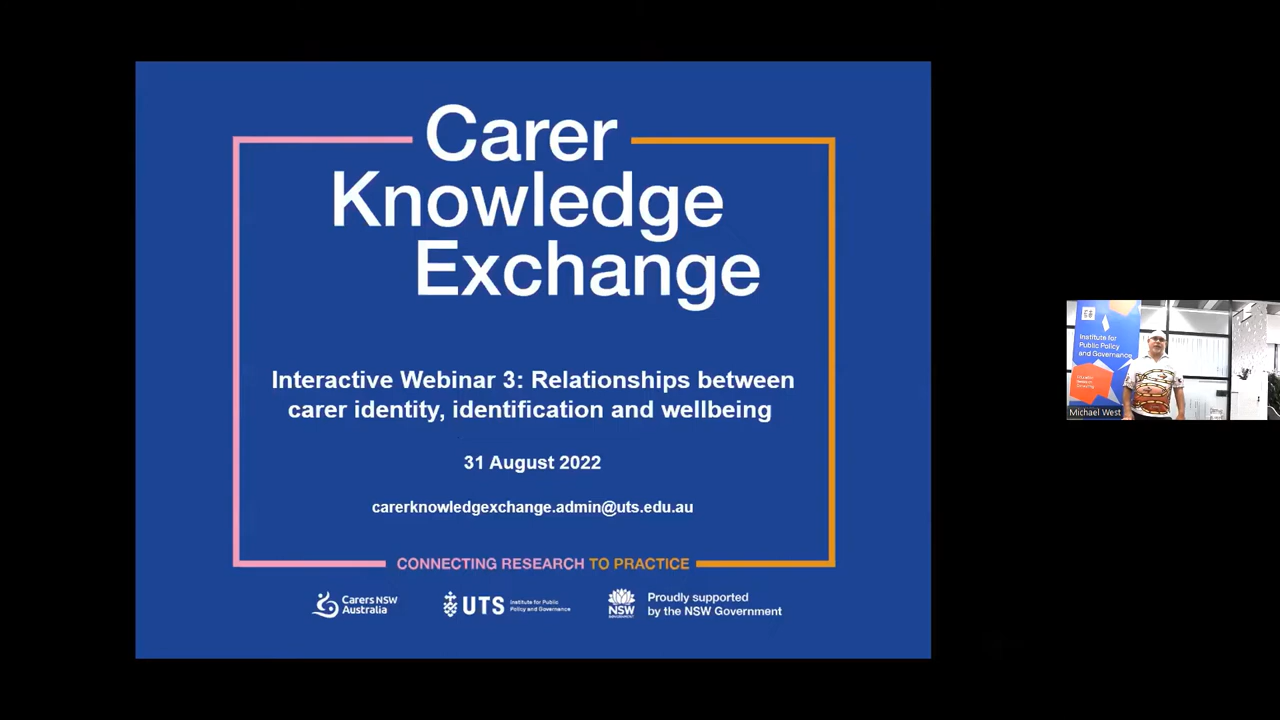 Carer
Knowledge
Exchange
Interactive Webinar 3: Relationships between
carer identity, identification and wellbeing
31 August 2022
carerknowledgexchange.admin@uts.edu.au
CONNECTING RESEARCH TO PRACTICE
Carers NSW
Australia
UTS
Institute for Public
Policy and Governance
NSW
GOVERNMENT
Proudly supported
by the NSW Government
Institute for
Public Policy
and Governance
Michael West